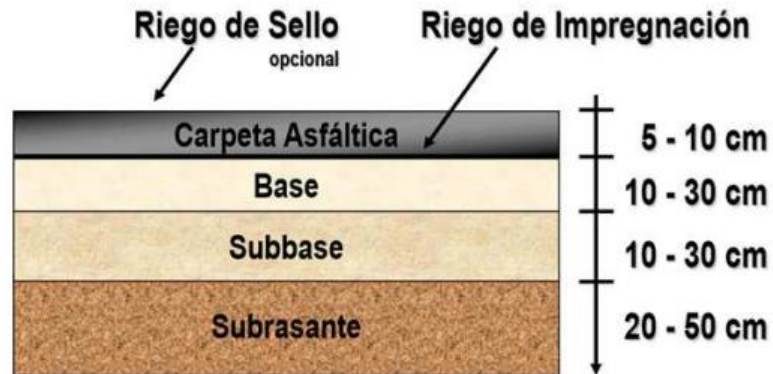 Riego de Sello
opcional
Riego de Impregnación
Carpeta Asfáltica
5 - 10 cm
Base
10 - 30 cm
Subbase
10 - 30 cm
Subrasante
20 - 50 cm